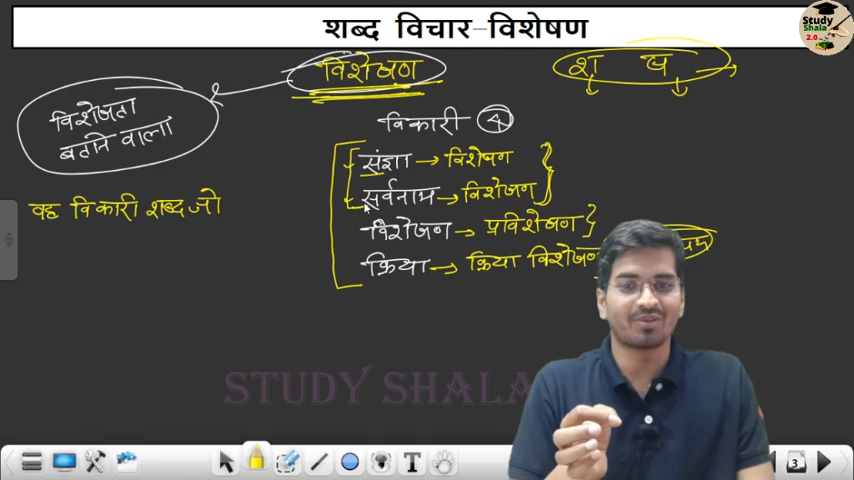 शब्द विचार-विशेषण
Study
Shala
2.0
विशेषण
श ष
विशेषता
बताने वाला
विकारी 4
संज्ञा → विशेषण
सर्वनाम → विशेषण
वह विकारी शब्द जो
विशेषण → प्रविशेषण
क्रिया → क्रिया विशेषण
STUDY SHALA
T
3